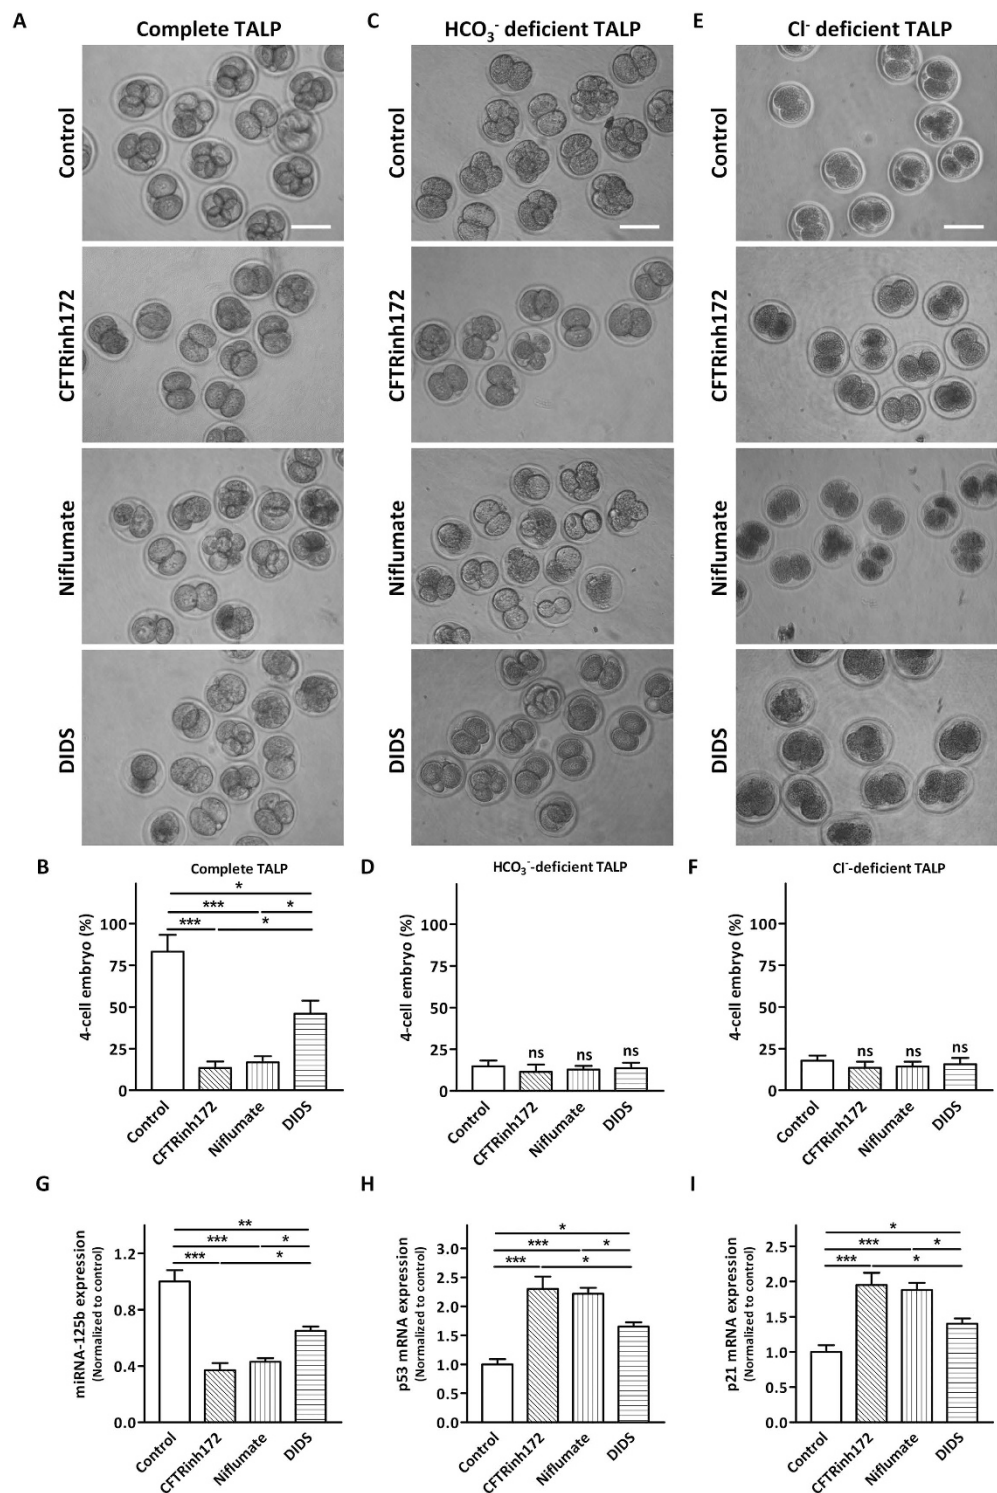 A
Complete TALP
C
HCO₃⁻ deficient TALP
E
Cl⁻ deficient TALP
Control
CFTRinh172
Niflumate
DIDS
Control
CFTRinh172
Niflumate
DIDS
Control
CFTRinh172
Niflumate
DIDS
B
Complete TALP
4-cell embryo (%)
100
75
50
25
0
*
***
*
***
*
Control
CFTRinh172
Niflumate
DIDS
D
HCO₃⁻-deficient TALP
4-cell embryo (%)
100
75
50
25
0
ns
ns
ns
Control
CFTRinh172
Niflumate
DIDS
F
Cl⁻-deficient TALP
4-cell embryo (%)
100
75
50
25
0
ns
ns
ns
Control
CFTRinh172
Niflumate
DIDS
G
miRNA-125b expression
(Normalized to control)
1.2
0.8
0.4
0.0
**
***
*
***
*
Control
CFTRinh172
Niflumate
DIDS
H
p53 mRNA expression
(Normalized to control)
3.0
2.5
2.0
1.5
1.0
0.5
0.0
*
***
*
***
*
Control
CFTRinh172
Niflumate
DIDS
I
p21 mRNA expression
(Normalized to control)
2.5
2.0
1.5
1.0
0.5
0.0
*
***
*
***
*
Control
CFTRinh172
Niflumate
DIDS